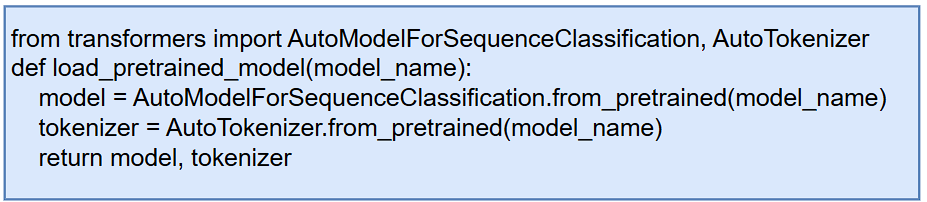 from transformers import AutoModelForSequenceClassification, AutoTokenizer
def load_pretrained_model(model_name):
    model = AutoModelForSequenceClassification.from_pretrained(model_name)
    tokenizer = AutoTokenizer.from_pretrained(model_name)
    return model, tokenizer